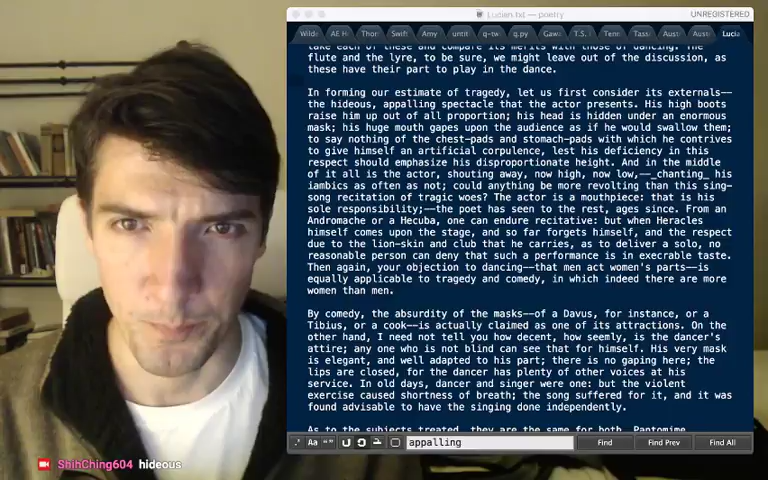 Lucian.txt — poetry
UNREGISTERED
Wilde
AE H
Thor
Swift
Amy
untit
q-tw
q.py
Gawa
T.S. I
Tenn
Tass
Aust
Aust
Lucia
take each of these and compare its merits with those of dancing. The
flute and the lyre, to be sure, we might leave out of the discussion, as
these have their part to play in the dance.
In forming our estimate of tragedy, let us first consider its externals--
the hideous, appalling spectacle that the actor presents. His high boots
raise him up out of all proportion; his head is hidden under an enormous
mask; his huge mouth gapes upon the audience as if he would swallow them;
to say nothing of the chest-pads and stomach-pads with which he contrives
to give himself an artificial corpulence, lest his deficiency in this
respect should emphasize his disproportionate height. And in the middle
of it all is the actor, shouting away, now high, now low,--_chanting_ his
iambics as often as not; could anything be more revolting than this sing-
song recitation of tragic woes? The actor is a mouthpiece: that is his
sole responsibility;--the poet has seen to the rest, ages since. From an
Andromache or a Hecuba, one can endure recitative: but when Heracles
himself comes upon the stage, and so far forgets himself, and the respect
due to the lion-skin and club that he carries, as to deliver a solo, no
reasonable person can deny that such a performance is in execrable taste.
Then again, your objection to dancing--that men act women's parts--is
equally applicable to tragedy and comedy, in which indeed there are more
women than men.
By comedy, the absurdity of the masks--of a Davus, for instance, or a
Tibius, or a cook--is actually claimed as one of its attractions. On the
other hand, I need not tell you how decent, how seemly, is the dancer's
attire; any one who is not blind can see that for himself. His very mask
is elegant, and well adapted to his part; there is no gaping here; the
lips are closed, for the dancer has plenty of other voices at his
service. In old days, dancer and singer were one: but the violent
exercise caused shortness of breath; the song suffered for it, and it was
found advisable to have the singing done independently.
As to the subjects treated, they are the same for both, Pantomime
.* Aa “” appalling Find Find Prev Find All
ShihChing604 hideous